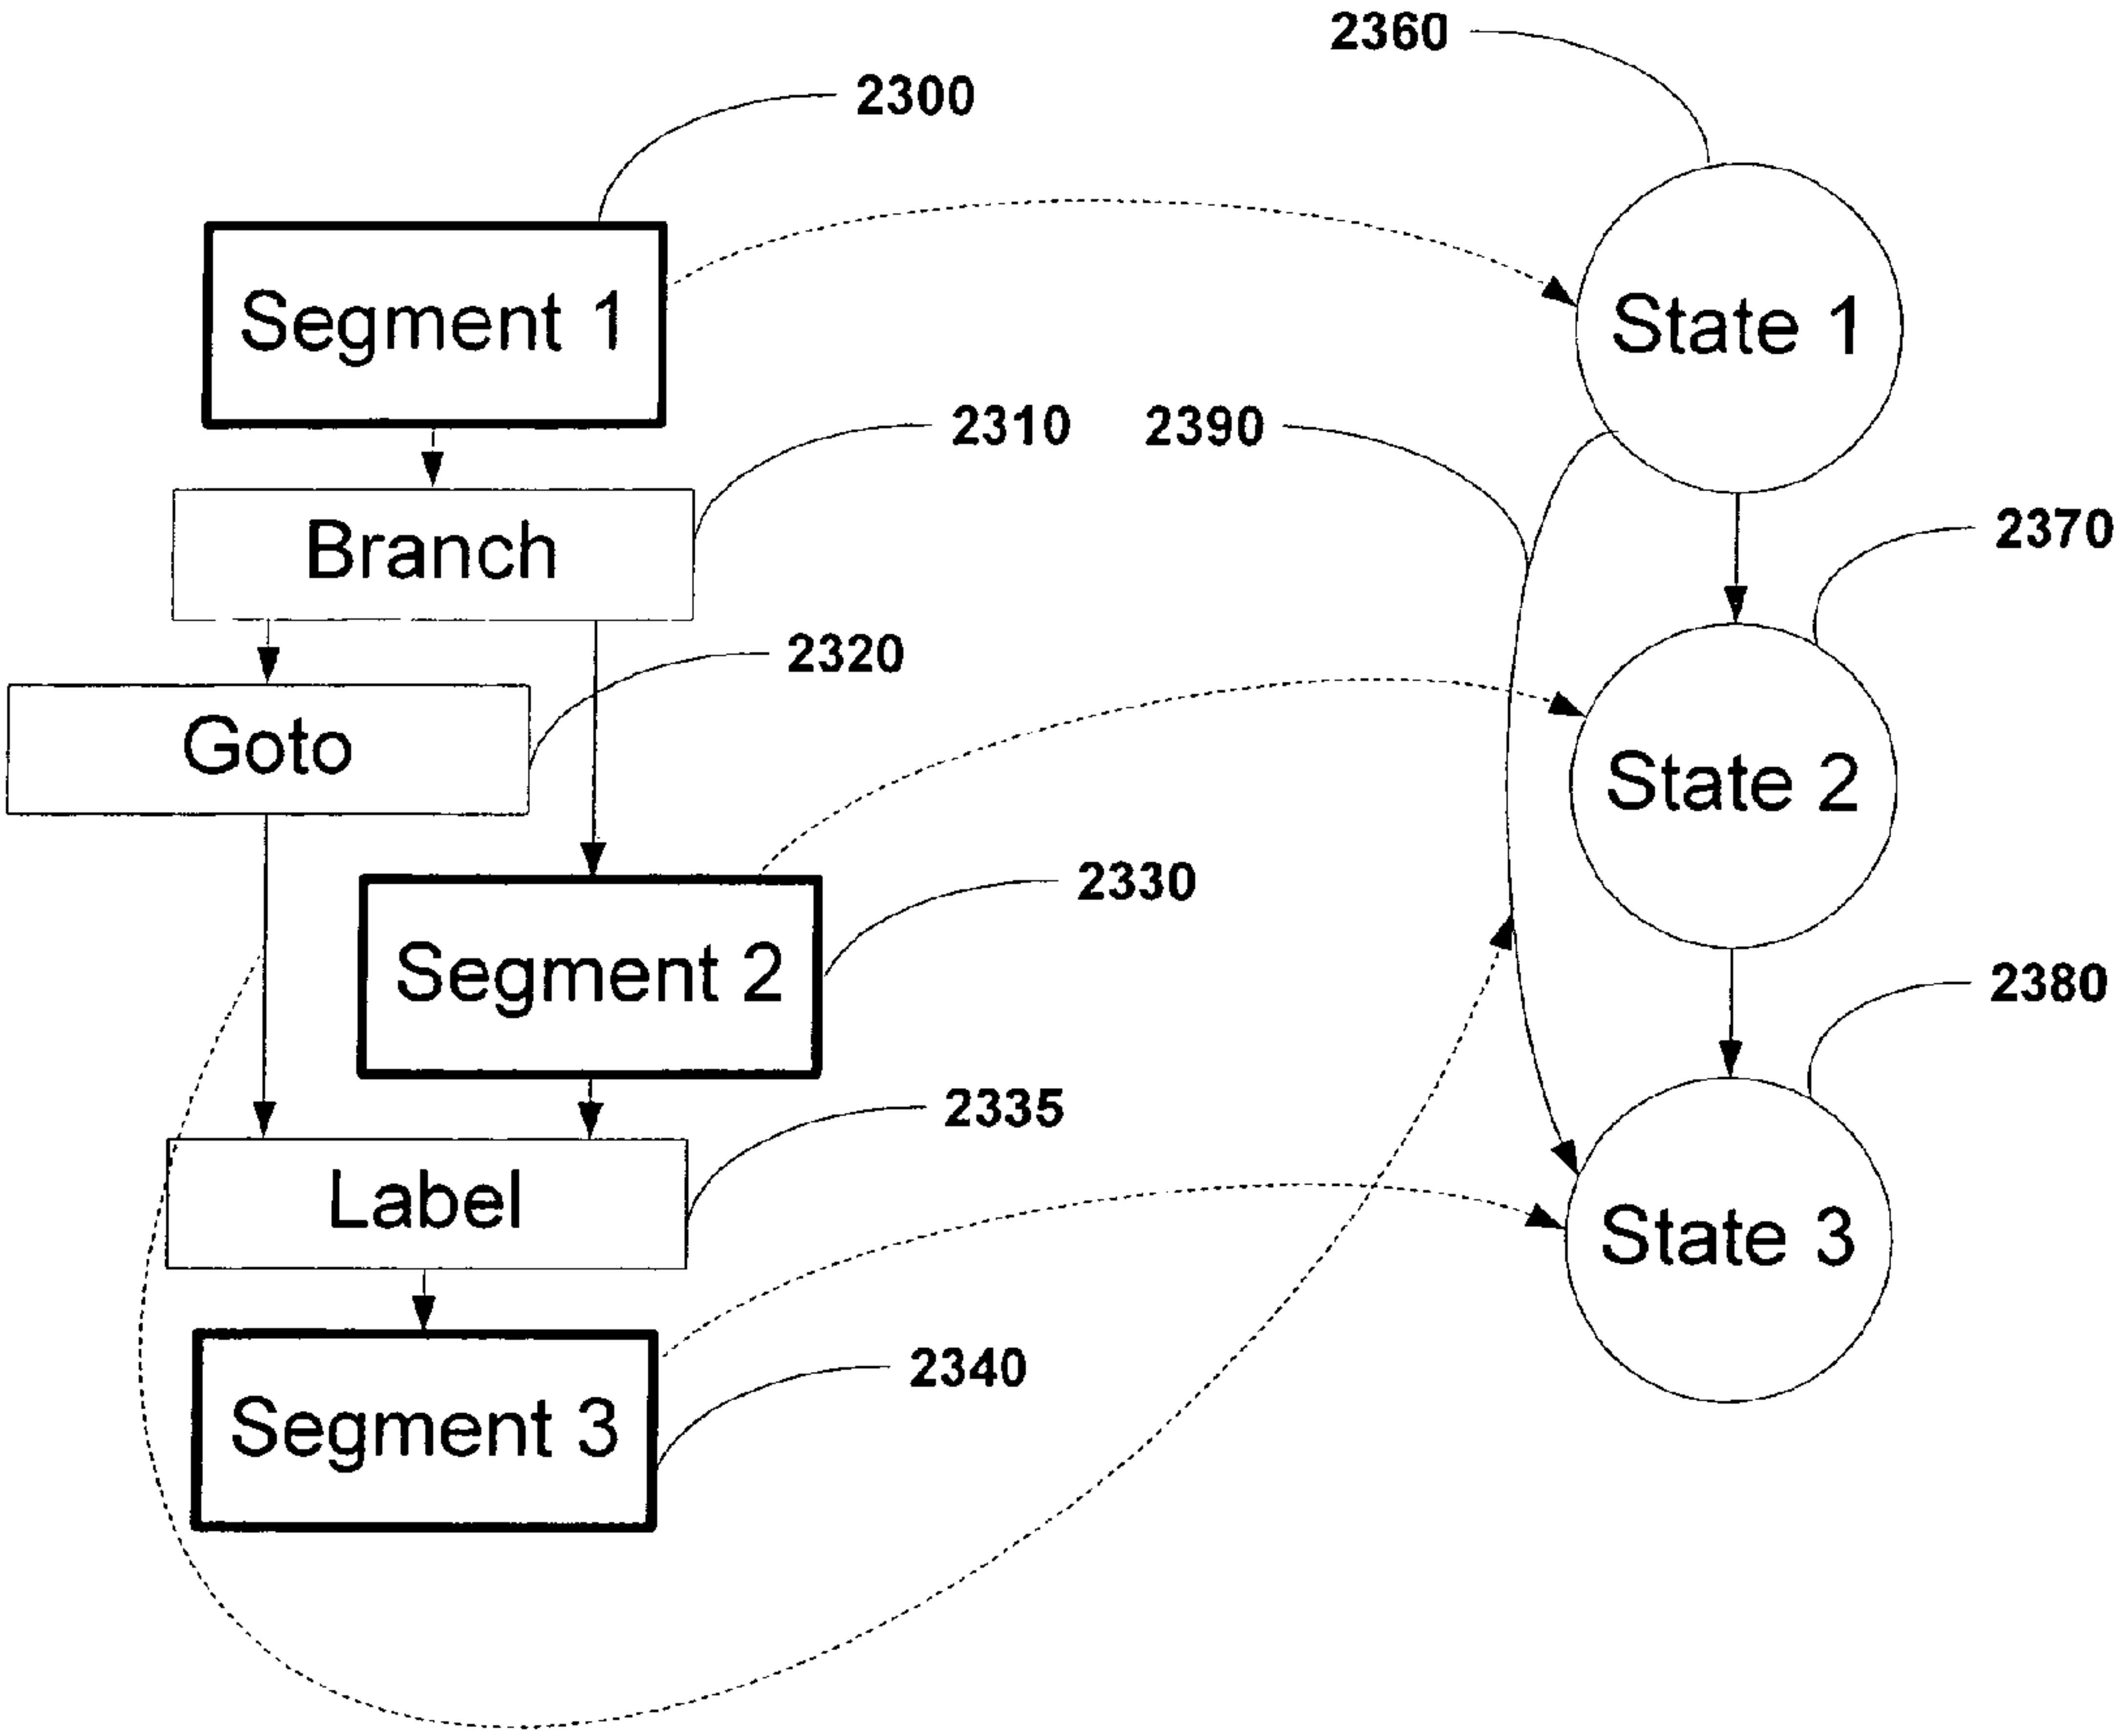 2360
2300
Segment 1
State 1
2310
2390
Branch
2370
2320
Goto
State 2
2330
Segment 2
2380
2335
Label
State 3
2340
Segment 3